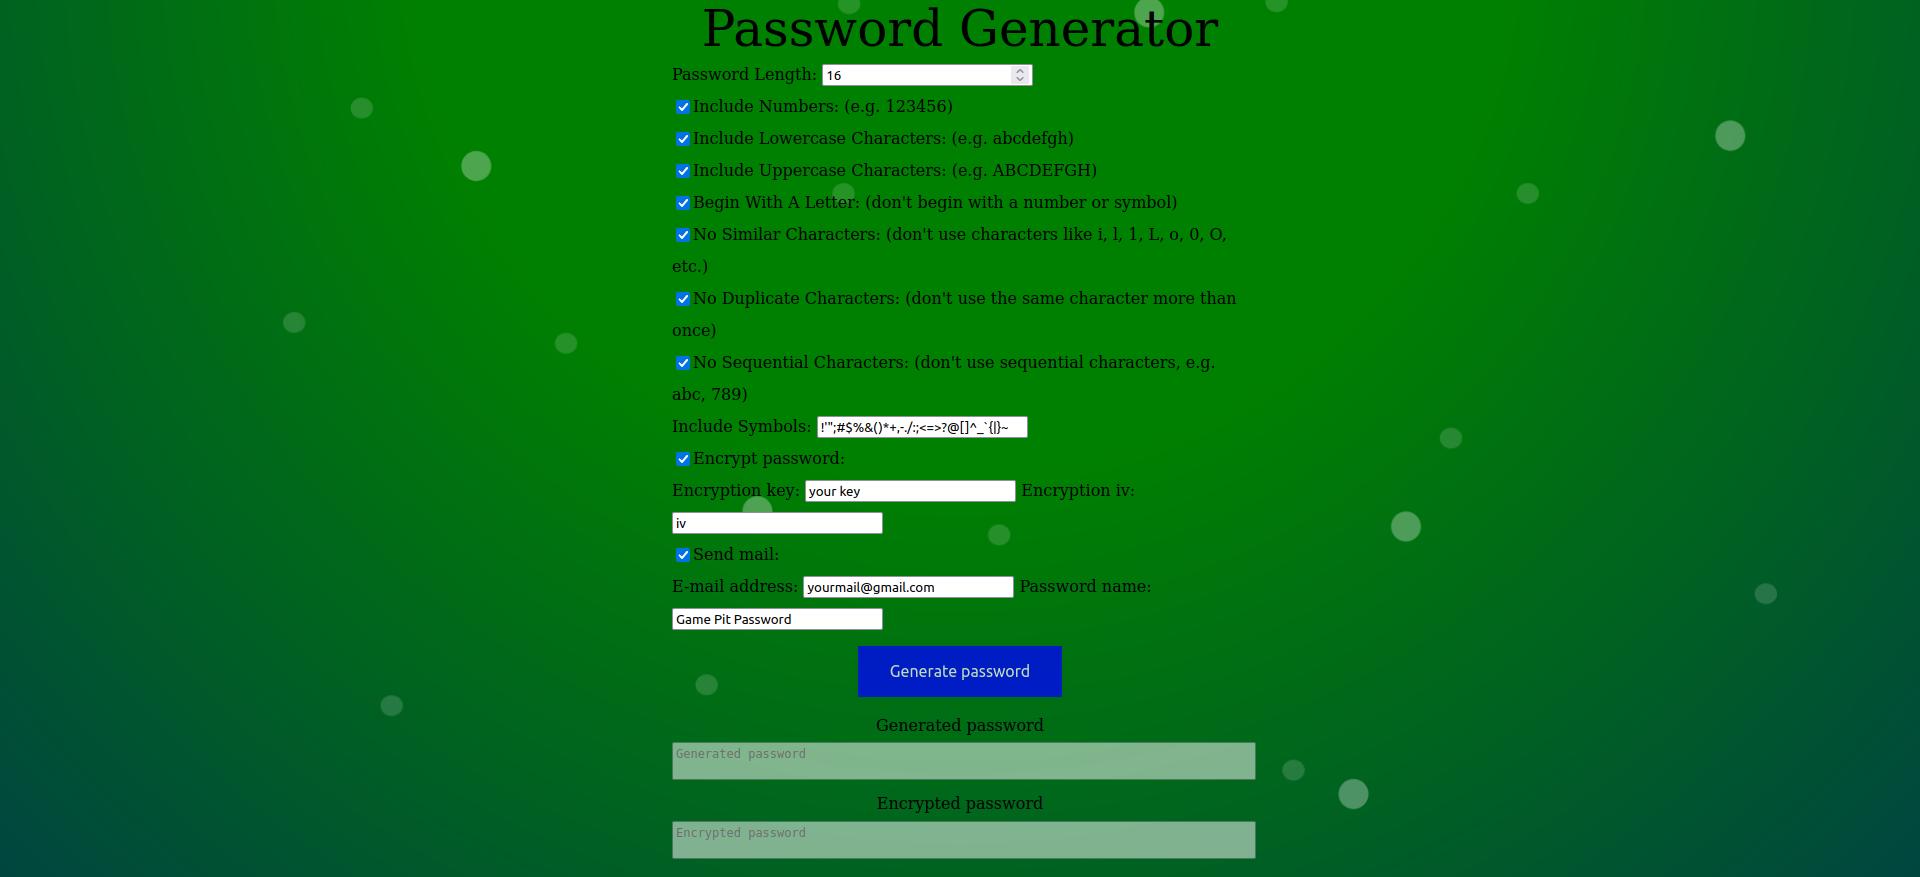 Password Generator
Password Length: 16
Include Numbers: (e.g. 123456)
Include Lowercase Characters: (e.g. abcdefgh)
Include Uppercase Characters: (e.g. ABCDEFGH)
Begin With A Letter: (don't begin with a number or symbol)
No Similar Characters: (don't use characters like i, l, 1, L, o, 0, O,
etc.)
No Duplicate Characters: (don't use the same character more than
once)
No Sequential Characters: (don't use sequential characters, e.g.
abc, 789)
Include Symbols: !'";#$%&()*+,-./:;<=>?@[]^_`{|}~
Encrypt password:
Encryption key: your key Encryption iv:
iv
Send mail:
E-mail address: yourmail@gmail.com Password name:
Game Pit Password
Generate password
Generated password
Generated password
Encrypted password
Encrypted password